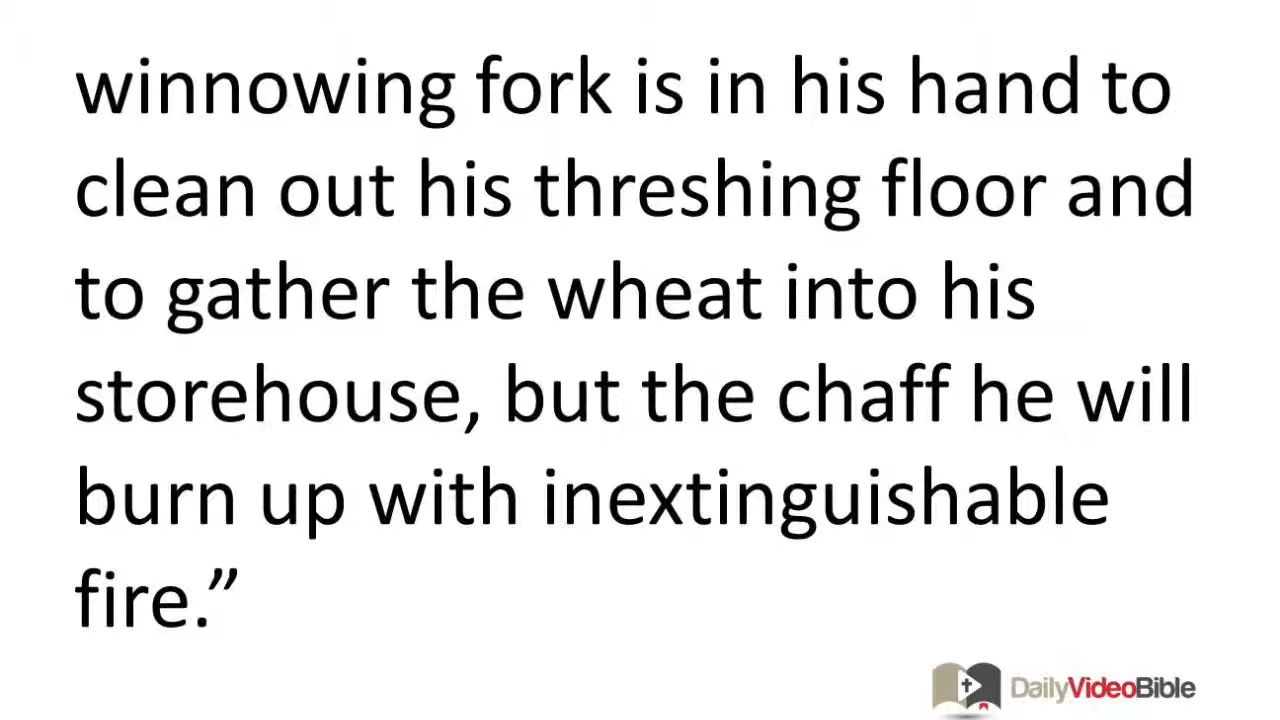 winnowing fork is in his hand to
clean out his threshing floor and
to gather the wheat into his
storehouse, but the chaff he will
burn up with inextinguishable
fire.”
DailyVideoBible